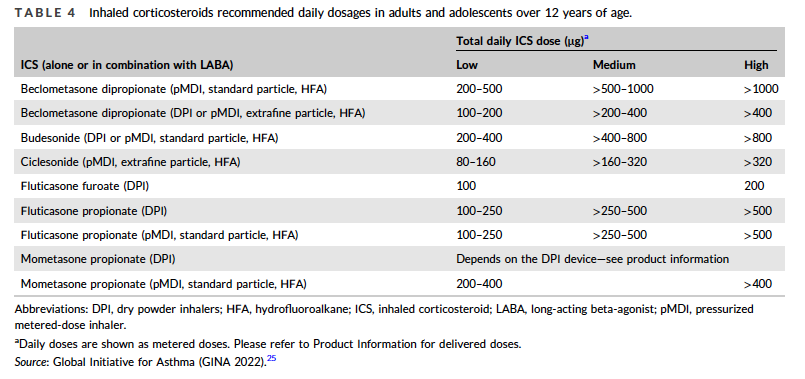 TABLE 4 Inhaled corticosteroids recommended daily dosages in adults and adolescents over 12 years of age.
Total daily ICS dose (μg)a
ICS (alone or in combination with LABA) Low Medium High
Beclometasone dipropionate (pMDI, standard particle, HFA) 200–500 >500–1000 >1000
Beclometasone dipropionate (DPI or pMDI, extrafine particle, HFA) 100–200 >200–400 >400
Budesonide (DPI or pMDI, standard particle, HFA) 200–400 >400–800 >800
Ciclesonide (pMDI, extrafine particle, HFA) 80–160 >160–320 >320
Fluticasone furoate (DPI) 100 200
Fluticasone propionate (DPI) 100–250 >250–500 >500
Fluticasone propionate (pMDI, standard particle, HFA) 100–250 >250–500 >500
Mometasone propionate (DPI) Depends on the DPI device—see product information
Mometasone propionate (pMDI, standard particle, HFA) 200–400 >400
Abbreviations: DPI, dry powder inhalers; HFA, hydrofluoroalkane; ICS, inhaled corticosteroid; LABA, long-acting beta-agonist; pMDI, pressurized
metered-dose inhaler.
aDaily doses are shown as metered doses. Please refer to Product Information for delivered doses.
Source: Global Initiative for Asthma (GINA 2022).25